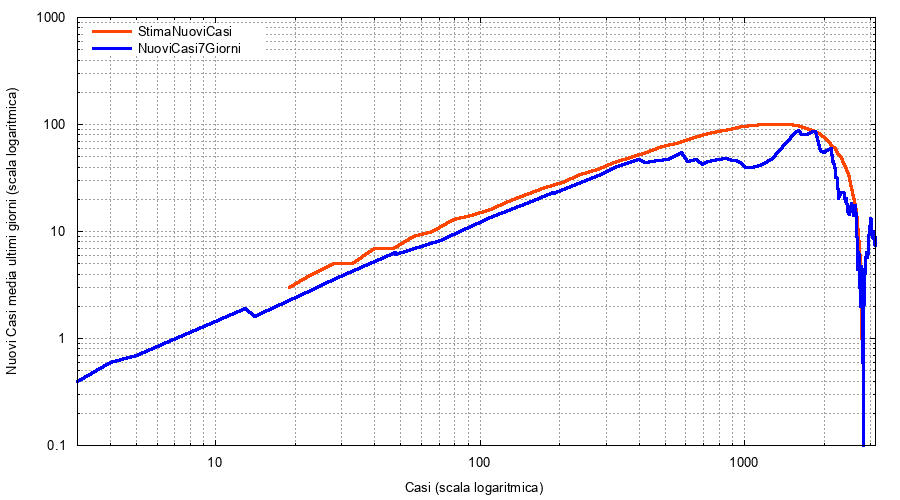 1000
StimaNuoviCasi
NuoviCasi7Giorni
100
Nuovi Casi media ultimi giorni (scala logaritmica)
10
1
0.1
10 100 1000
Casi (scala logaritmica)